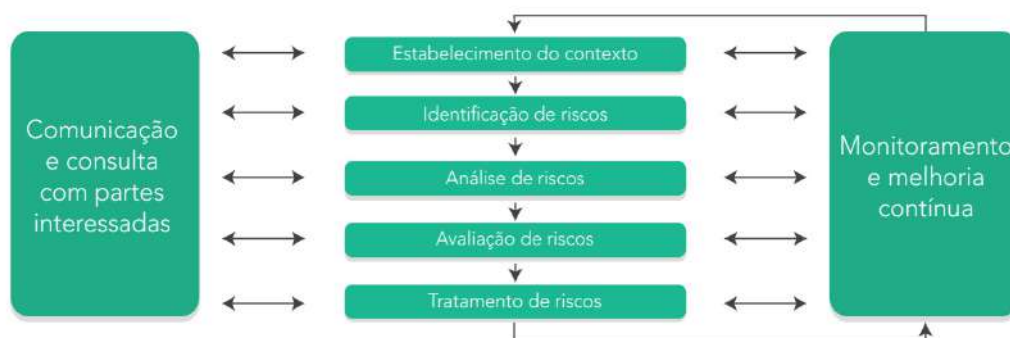 Comunicação
e consulta
com partes
interessadas
Estabelecimento do contexto
Identificação de riscos
Análise de riscos
Avaliação de riscos
Tratamento de riscos
Monitoramento
e melhoria
contínua